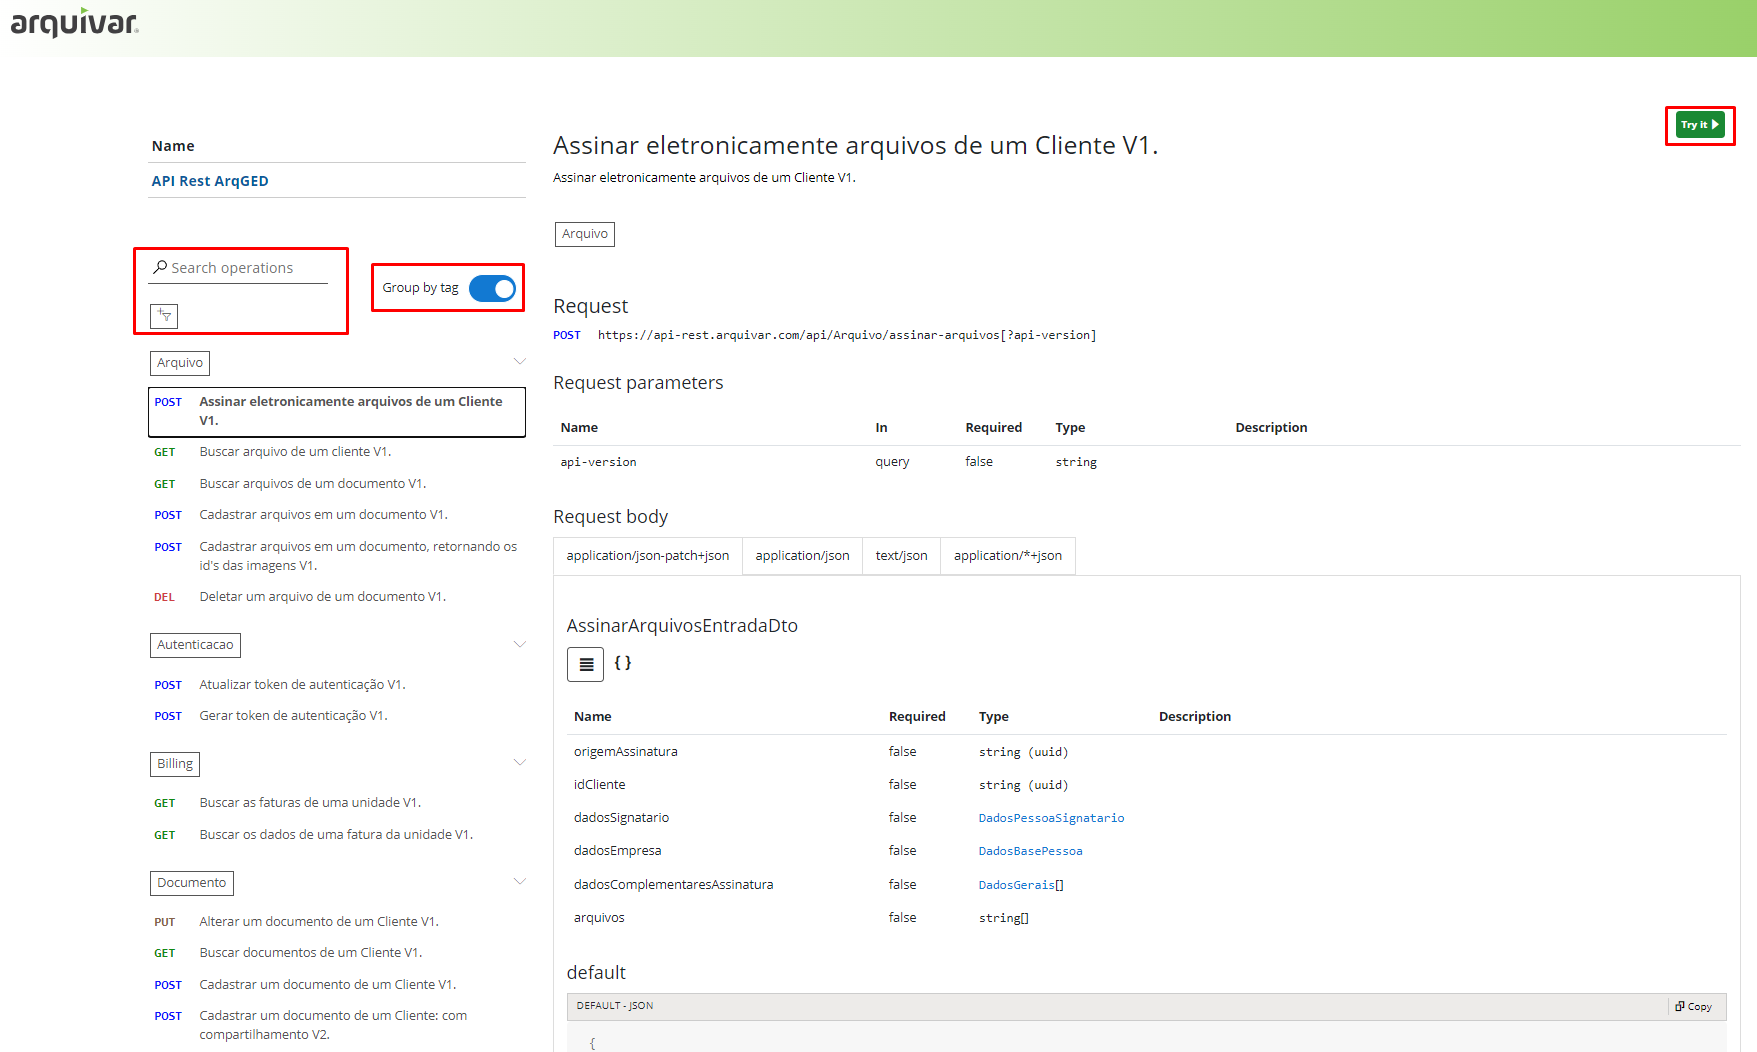 arquivar
Try it
Name
API Rest ArqGED
Search operations
Group by tag
Arquivo
POST Assinar eletronicamente arquivos de um Cliente
V1.
GET Buscar arquivo de um cliente V1.
GET Buscar arquivos de um documento V1.
POST Cadastrar arquivos em um documento V1.
POST Cadastrar arquivos em um documento, retornando os
id's das imagens V1.
DEL Deletar um arquivo de um documento V1.
Autenticacao
POST Atualizar token de autenticação V1.
POST Gerar token de autenticação V1.
Billing
GET Buscar as faturas de uma unidade V1.
GET Buscar os dados de uma fatura da unidade V1.
Documento
PUT Alterar um documento de um Cliente V1.
GET Buscar documentos de um Cliente V1.
POST Cadastrar um documento de um Cliente V1.
POST Cadastrar um documento de um Cliente: com
compartilhamento V2.
Assinar eletronicamente arquivos de um Cliente V1.
Assinar eletronicamente arquivos de um Cliente V1.
Arquivo
Request
POST https://api-rest.arquivar.com/api/Arquivo/assinar-arquivos[?api-version]
Request parameters
Name In Required Type Description
api-version query false string
Request body
application/json-patch+json application/json text/json application/*+json
AssinarArquivosEntradaDto
{ }
Name Required Type Description
origemAssinatura false string (uuid)
idCliente false string (uuid)
dadosSignatario false DadosPessoaSignatario
dadosEmpresa false DadosBasePessoa
dadosComplementaresAssinatura false DadosGerais[]
arquivos false string[]
default
DEFAULT - JSON Copy
{